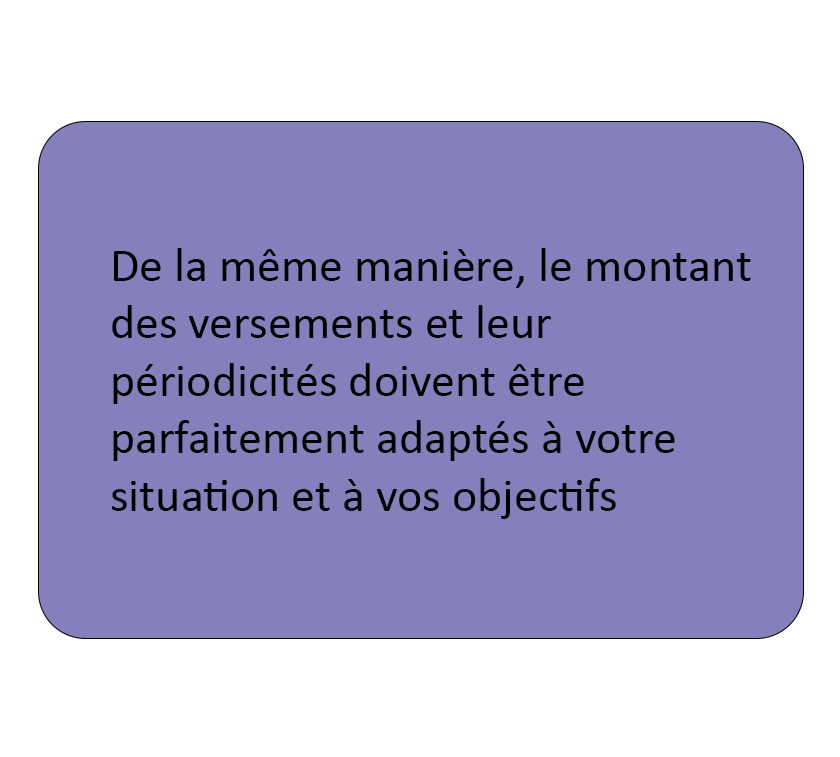 De la même manière, le montant
des versements et leur
périodicités doivent être
parfaitement adaptés à votre
situation et à vos objectifs